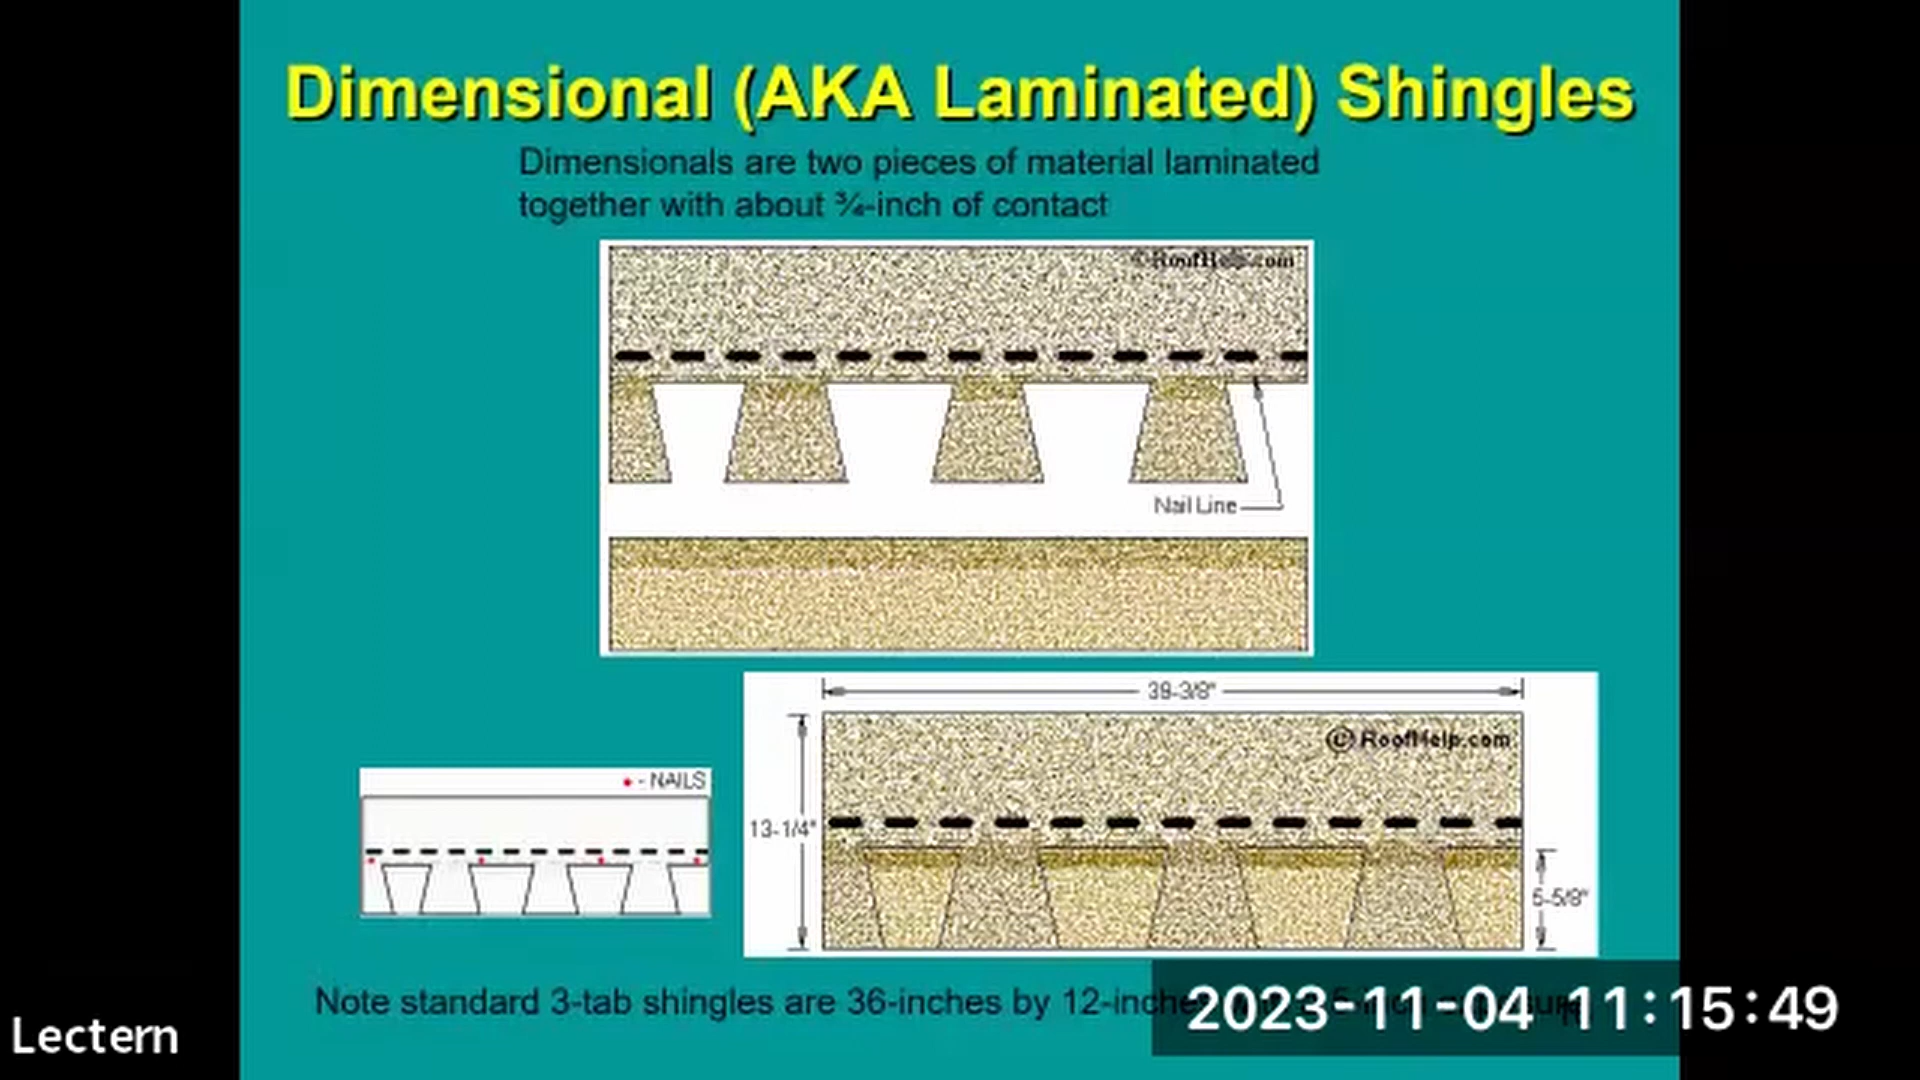 Dimensional (AKA Laminated) Shingles
Dimensionals are two pieces of material laminated
together with about ¾-inch of contact
©RoofHelp.com
Nail Line
39-3/8"
© RoofHelp.com
13-1/4"
5-5/8"
- NAILS
Note standard 3-tab shingles are 36-inches by 12-inches
2023-11-04 11:15:49
Lectern